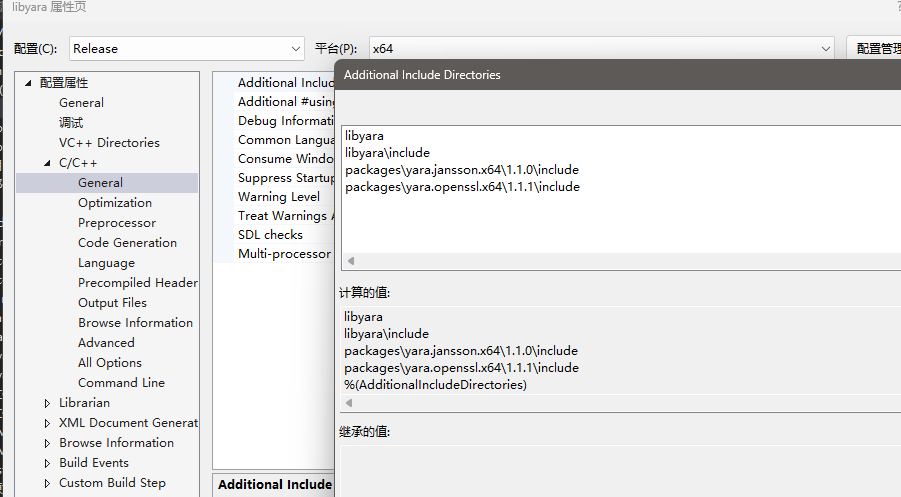 libyara 属性页
配置(C):
Release
平台(P):
x64
配置管理
配置属性
General
调试
VC++ Directories
C/C++
General
Optimization
Preprocessor
Code Generation
Language
Precompiled Header
Output Files
Browse Information
Advanced
All Options
Command Line
Librarian
XML Document Generat
Browse Information
Build Events
Custom Build Step
Additional Includ
Additional #using
Debug Informati
Common Langua
Consume Windo
Suppress Startup
Warning Level
Treat Warnings A
SDL checks
Multi-processor
Additional Include
Additional Include Directories
libyara
libyara\include
packages\yara.jansson.x64\1.1.0\include
packages\yara.openssl.x64\1.1.1\include
计算的值:
libyara
libyara\include
packages\yara.jansson.x64\1.1.0\include
packages\yara.openssl.x64\1.1.1\include
%(AdditionalIncludeDirectories)
继承的值: